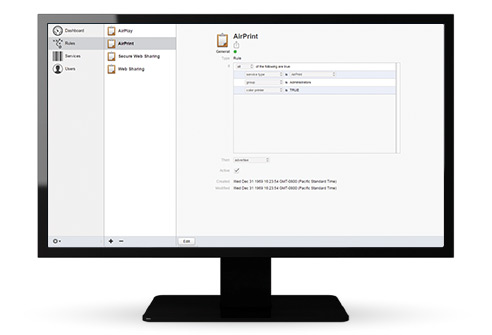 Dashboard
Rules
Services
Users
AirPlay
AirPrint
Secure Web Sharing
Web Sharing
AirPrint
General
Type Rule
If all of the following are true:
service type is airPrint
group is administrators
color printer is TRUE
Then advertise
Active
Created Wed Dec 31 1969 16:23:54 GMT-0800 (Pacific Standard Time)
Modified Wed Dec 31 1969 16:23:54 GMT-0800 (Pacific Standard Time)
Edit